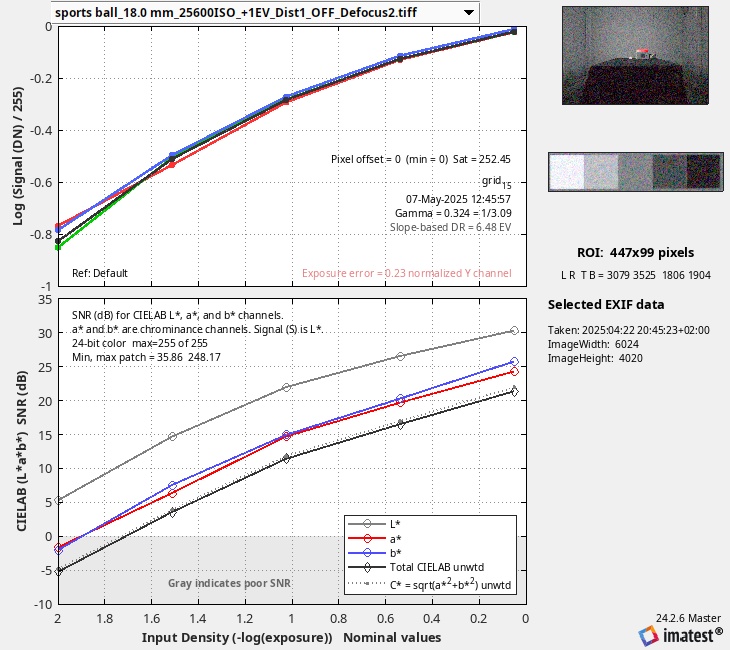 sports ball_18.0 mm_25600ISO_+1EV_Dist1_OFF_Defocus2.tiff
0
-0.2
-0.4
-0.6
-0.8
-1
Log (Signal (DN) / 255)
Pixel offset = 0 (min = 0) Sat = 252.45
grid_15
07-May-2025 12:45:57
Gamma = 0.324 = 1/3.09
Slope-based DR = 6.48 EV
Ref: Default
Exposure error = 0.23 normalized Y channel
35
30
25
20
15
10
5
0
-5
-10
CIELAB (L*a*b*) SNR (dB)
SNR (dB) for CIELAB L*, a*, and b* channels.
a* and b* are chrominance channels. Signal (S) is L*.
24-bit color max=255 of 255
Min, max patch = 35.86 248.17
L*
a*
b*
Total CIELAB unwtd
C* = sqrt(a*²+b*²) unwtd
Gray indicates poor SNR
2 1.8 1.6 1.4 1.2 1 0.8 0.6 0.4 0.2 0
Input Density (-log(exposure)) Nominal values
ROI: 447x99 pixels
L R T B = 3079 3525 1806 1904
Selected EXIF data
Taken: 2025:04:22 20:45:23+02:00
ImageWidth: 6024
ImageHeight: 4020
24.2.6 Master
imatest®